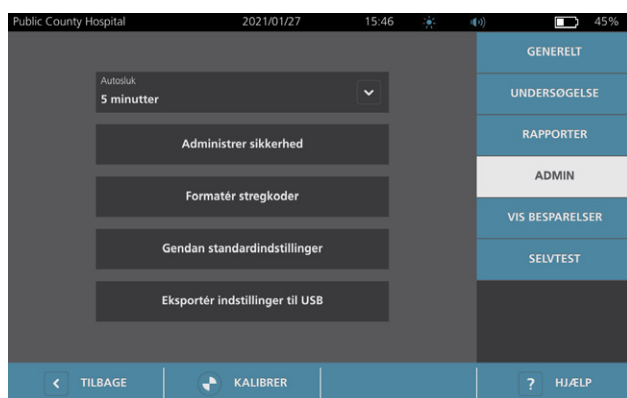 Public County Hospital 2021/01/27 15:46 45%
GENERELT
Autosluk
5 minutter
UNDERSØGELSE
Administrer sikkerhed
RAPPORTER
ADMIN
Formatér stregkoder
VIS BESPARELSER
Gendan standardindstillinger
SELVTEST
Eksportér indstillinger til USB
TILBAGE KALIBRER ? HJÆLP